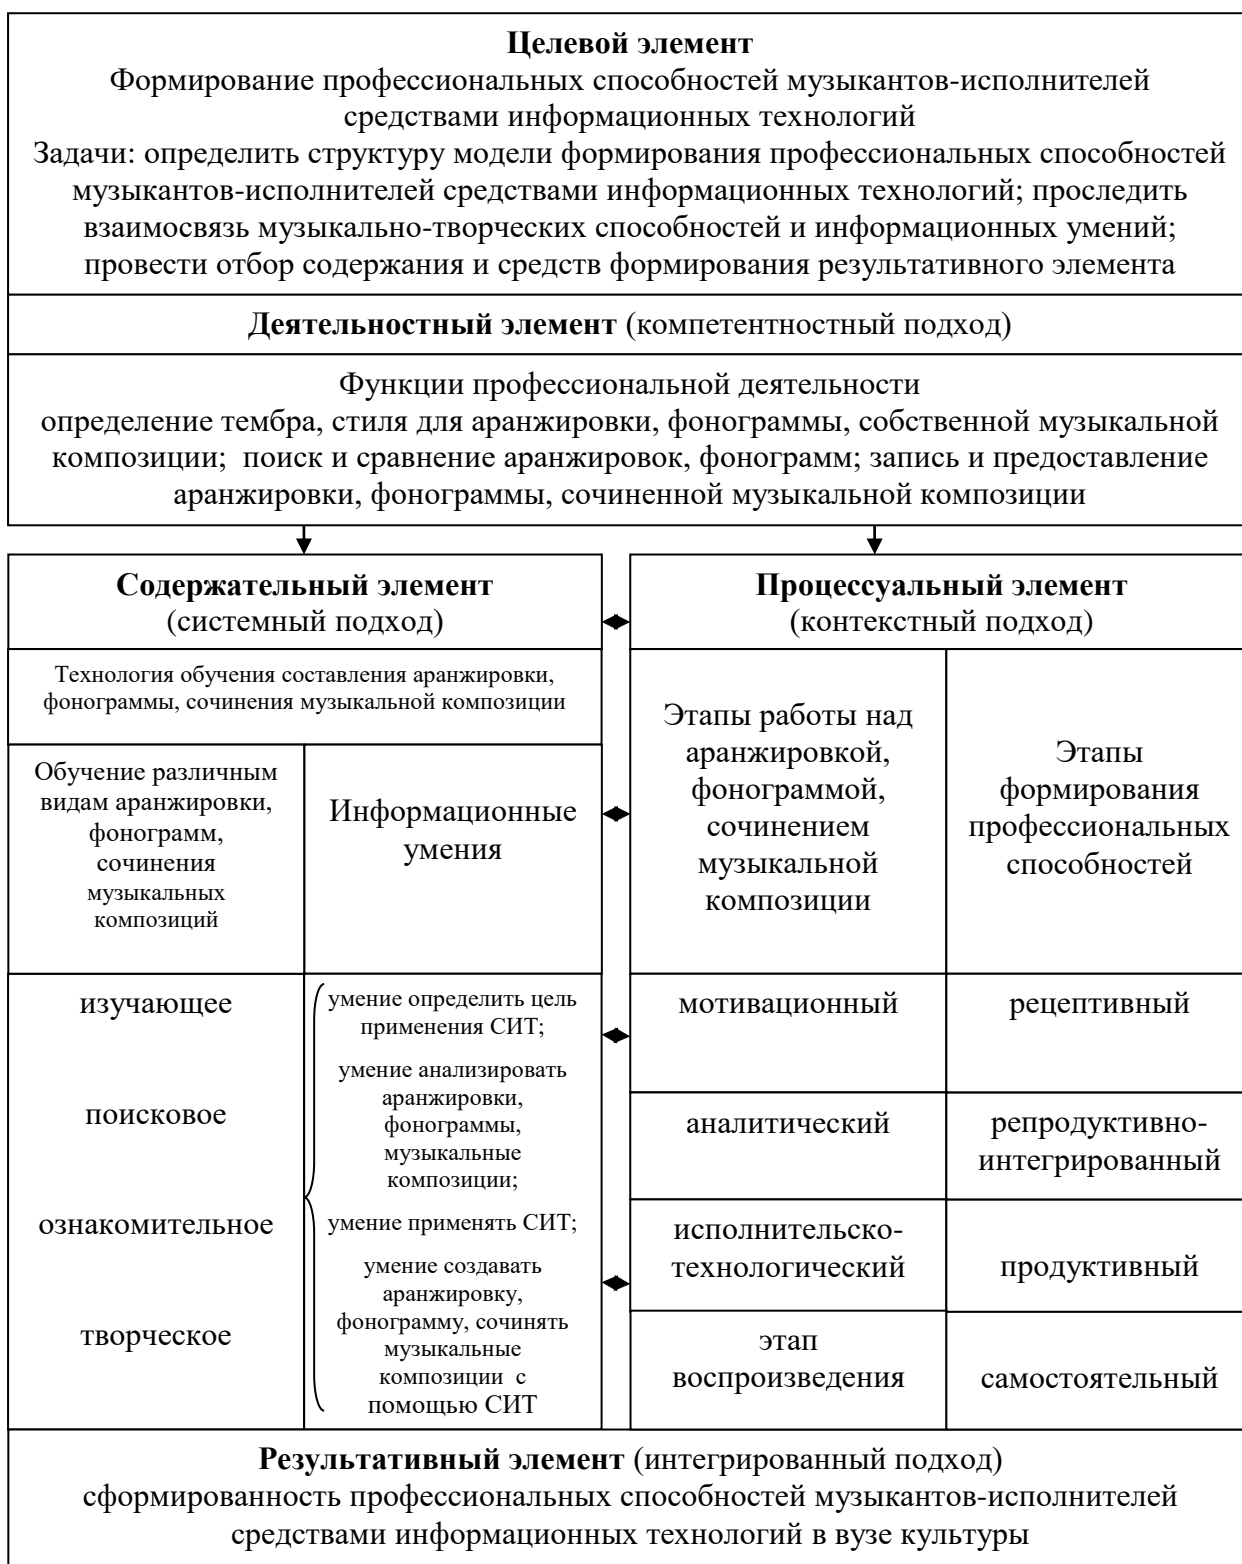 Целевой элемент
Формирование профессиональных способностей музыкантов-исполнителей
средствами информационных технологий
Задачи: определить структуру модели формирования профессиональных способностей
музыкантов-исполнителей средствами информационных технологий; проследить
взаимосвязь музыкально-творческих способностей и информационных умений;
провести отбор содержания и средств формирования результативного элемента
Деятельностный элемент (компетентностный подход)
Функции профессиональной деятельности
определение тембра, стиля для аранжировки, фонограммы, собственной музыкальной
композиции; поиск и сравнение аранжировок, фонограмм; запись и предоставление
аранжировки, фонограммы, сочиненной музыкальной композиции
Содержательный элемент
(системный подход)
Технология обучения составления аранжировки,
фонограммы, сочинения музыкальной композиции
Обучение различным
видам аранжировки,
фонограмм,
сочинения
музыкальных
композиций
Информационные
умения
изучающее
поисковое
ознакомительное
творческое
умение определить цель
применения СИТ;
умение анализировать
аранжировки,
фонограммы,
музыкальные
композиции;
умение применять СИТ;
умение создавать
аранжировку,
фонограмму, сочинять
музыкальные
композиции с
помощью СИТ
Процессуальный элемент
(контекстный подход)
Этапы работы над
аранжировкой,
фонограммой,
сочинением
музыкальной
композиции
Этапы
формирования
профессиональных
способностей
мотивационный
рецептивный
аналитический
репродуктивно-
интегрированный
исполнительско-
технологический
продуктивный
этап
воспроизведения
самостоятельный
Результативный элемент (интегрированный подход)
сформированность профессиональных способностей музыкантов-исполнителей
средствами информационных технологий в вузе культуры